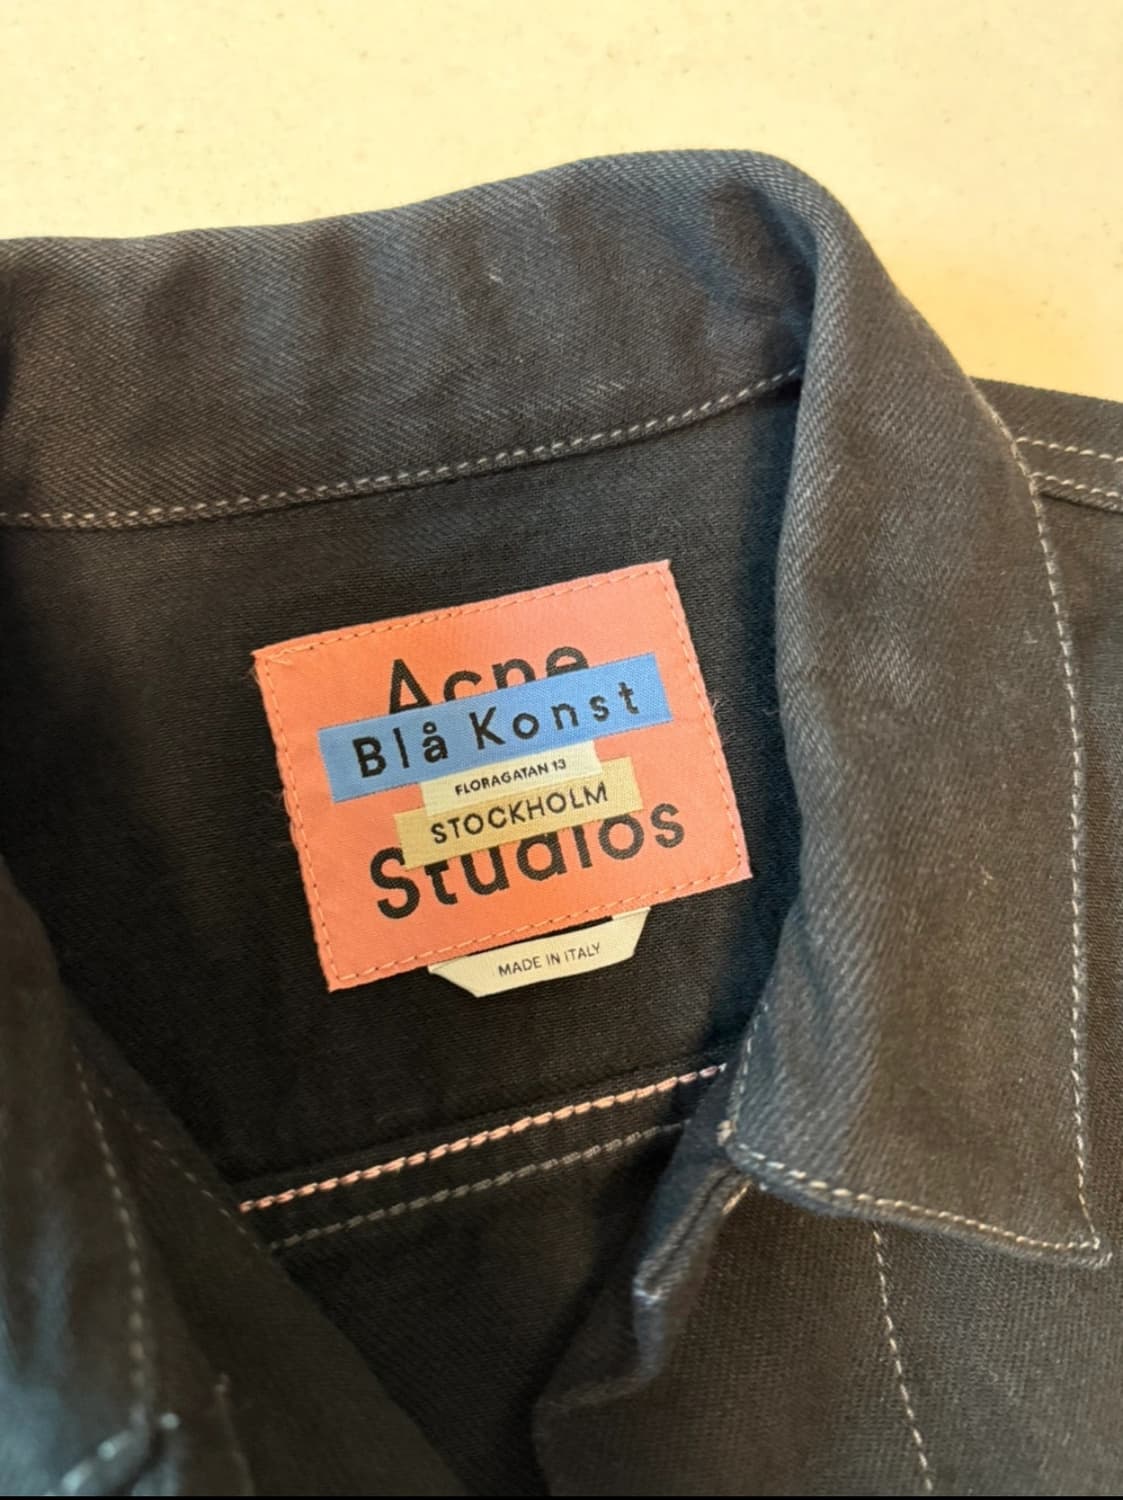 Acne
Blå Konst
FLORAGATAN 13
STOCKHOLM
Studios
MADE IN ITALY